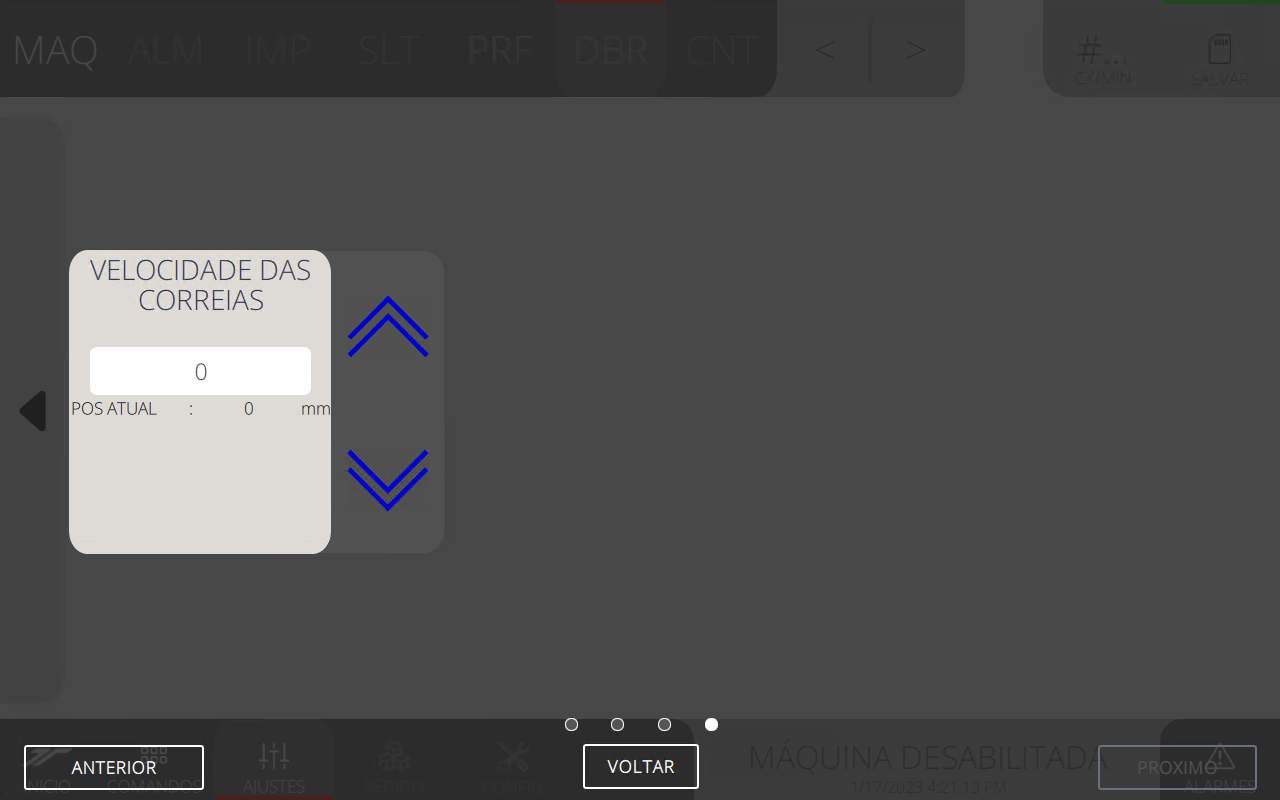 MAQ ALM IMP SLT PRF DBR CNT < > #...
CX/MIN SALVAR
VELOCIDADE DAS
CORREIAS
0
POS ATUAL : 0 mm
MÁQUINA DESABILITADA
ANTERIOR VOLTAR PROXIMO
INICIO COMANDOS AJUSTES PEDIDO CONFIG 1/17/2023 4:21:13 PM ALARMES